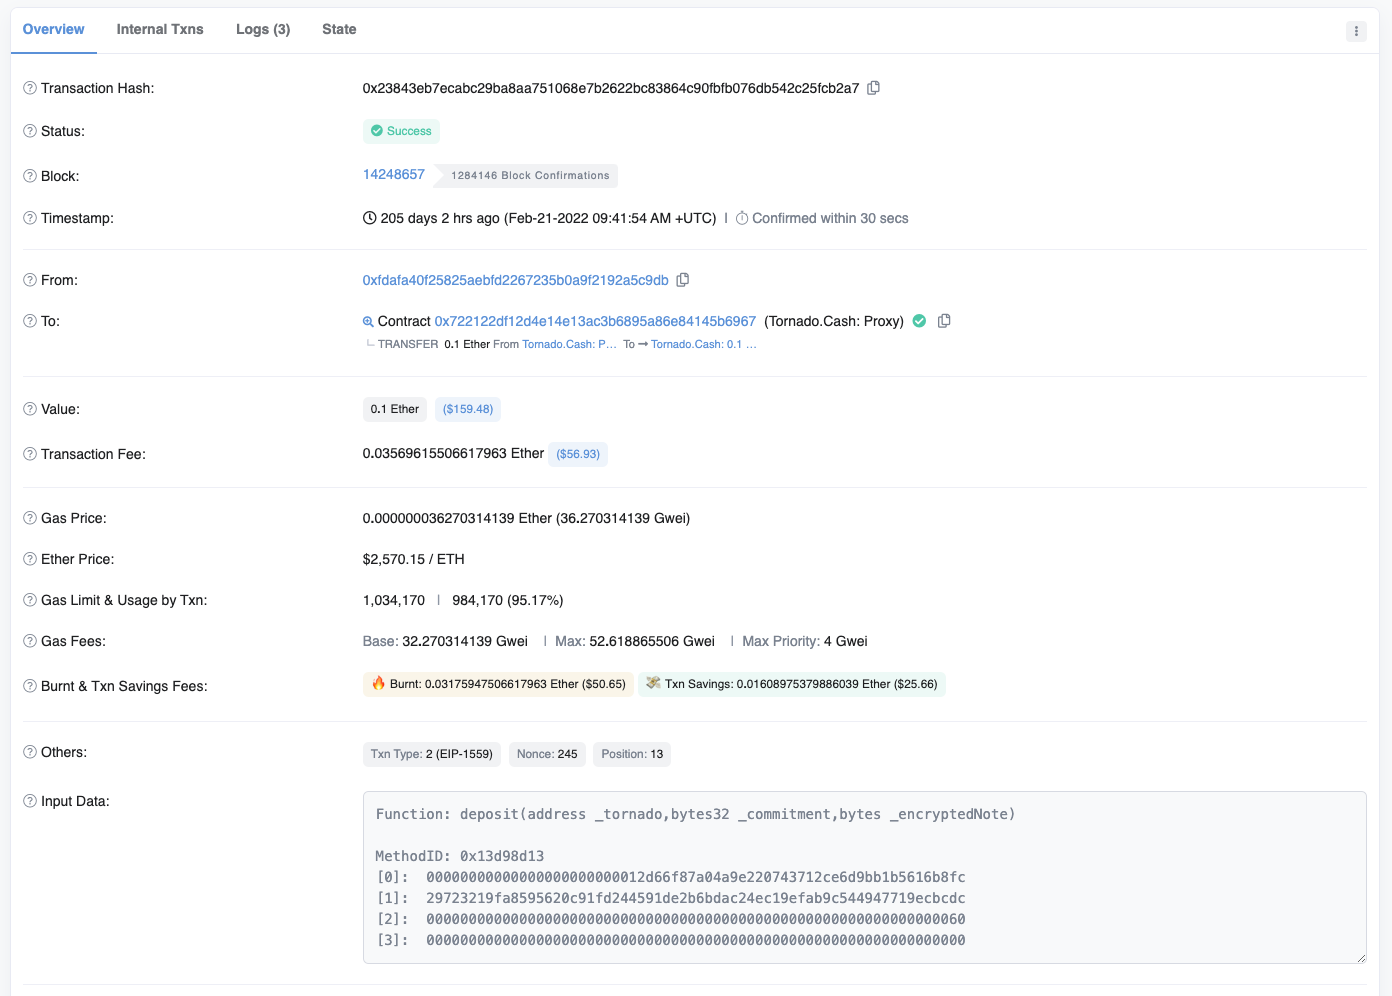 Overview Internal Txns Logs (3) State
Transaction Hash: 0x23843eb7ecabc29ba8aa751068e7b2622bc83864c90fbfb076db542c25fcb2a7
Status: Success
Block: 14248657 1284146 Block Confirmations
Timestamp: 205 days 2 hrs ago (Feb-21-2022 09:41:54 AM +UTC) | Confirmed within 30 secs
From: 0xfdafa40f25825aebfd2267235b0a9f2192a5c9db
To: Contract 0x722122df12d4e14e13ac3b6895a86e84145b6967 (Tornado.Cash: Proxy)
TRANSFER 0.1 Ether From Tornado.Cash: P... To → Tornado.Cash: 0.1 ...
Value: 0.1 Ether ($159.48)
Transaction Fee: 0.03569615506617963 Ether ($56.93)
Gas Price: 0.000000036270314139 Ether (36.270314139 Gwei)
Ether Price: $2,570.15 / ETH
Gas Limit & Usage by Txn: 1,034,170 | 984,170 (95.17%)
Gas Fees: Base: 32.270314139 Gwei | Max: 52.618865506 Gwei | Max Priority: 4 Gwei
Burnt & Txn Savings Fees: Burnt: 0.03175947506617963 Ether ($50.65) Txn Savings: 0.01608975379886039 Ether ($25.66)
Others: Txn Type: 2 (EIP-1559) Nonce: 245 Position: 13
Input Data: Function: deposit(address _tornado,bytes32 _commitment,bytes _encryptedNote)
MethodID: 0x13d98d13
[0]: 00000000000000000000000012d66f87a04a9e220743712ce6d9bb1b5616b8fc
[1]: 29723219fa8595620c91fd244591de2b6bdac24ec19efab9c544947719ecbcdc
[2]: 0000000000000000000000000000000000000000000000000000000000000060
[3]: 0000000000000000000000000000000000000000000000000000000000000000